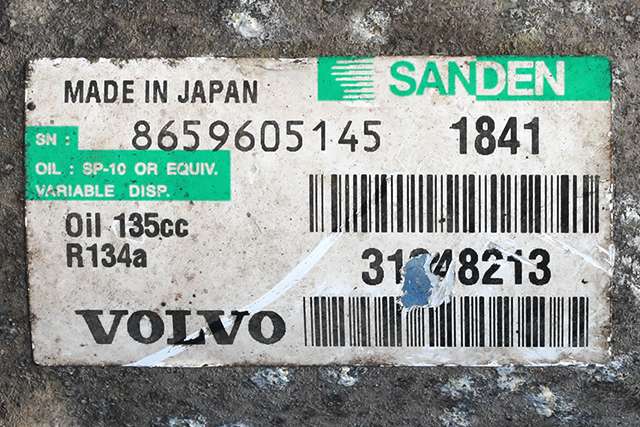 MADE IN JAPAN
SANDEN
SN : 8659605145
1841
OIL : SP-10 OR EQUIV.
VARIABLE DISP.
Oil 135cc
R134a
VOLVO